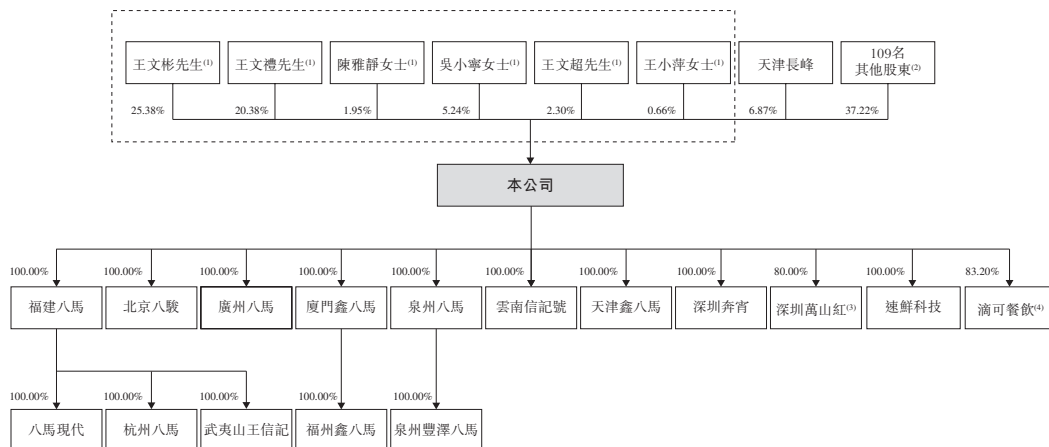 王文彬先生(1)
王文禮先生(1)
陳雅靜女士(1)
吳小寧女士(1)
王文超先生(1)
王小萍女士(1)
天津長峰
109名
其他股東(2)
25.38%
20.38%
1.95%
5.24%
2.30%
0.66%
6.87%
37.22%
本公司
100.00%
100.00%
100.00%
100.00%
100.00%
100.00%
100.00%
100.00%
80.00%
100.00%
83.20%
福建八馬
北京八駿
廣州八馬
廈門鑫八馬
泉州八馬
雲南信記號
天津鑫八馬
深圳奔宵
深圳萬山紅(3)
速鮮科技
滴可餐飲(4)
100.00%
100.00%
100.00%
100.00%
100.00%
八馬現代
杭州八馬
武夷山王信記
福州鑫八馬
泉州豐澤八馬